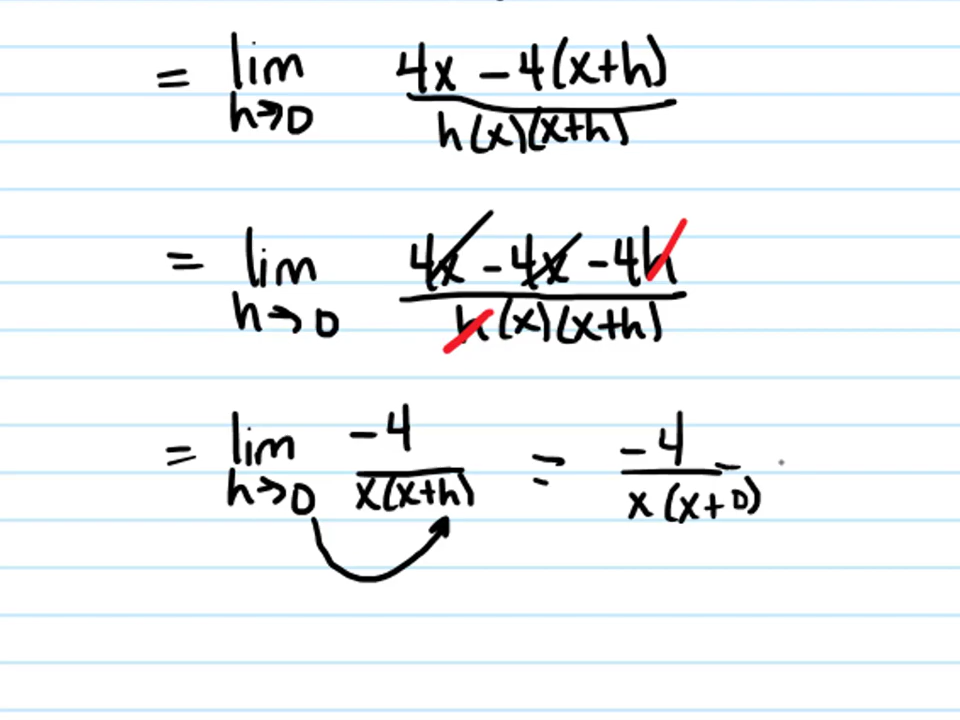 = lim h→0 4x - 4(x+h) / h(x)(x+h)
= lim h→0 4x - 4x - 4h / h(x)(x+h)
= lim h→0 -4 / x(x+h) = -4 / x(x+0)